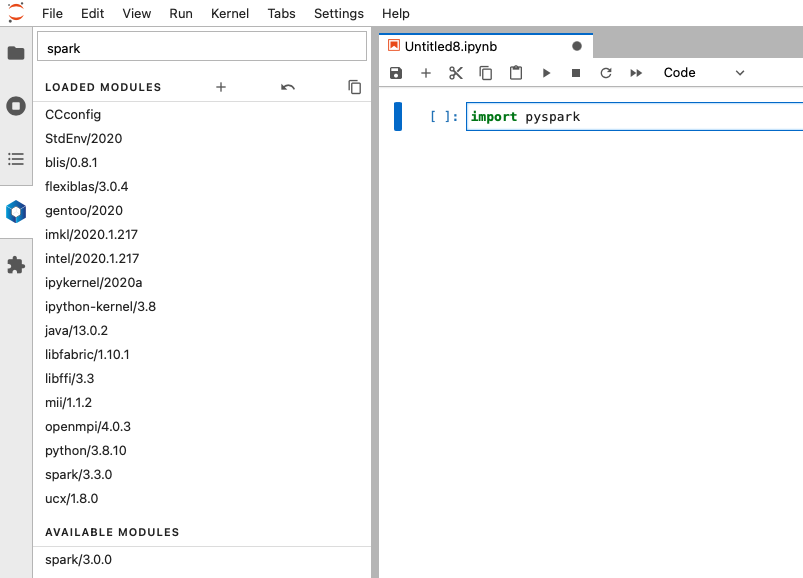 File Edit View Run Kernel Tabs Settings Help
spark
LOADED MODULES
CCconfig
StdEnv/2020
blis/0.8.1
flexiblas/3.0.4
gentoo/2020
imkl/2020.1.217
intel/2020.1.217
ipykernel/2020a
ipython-kernel/3.8
java/13.0.2
libfabric/1.10.1
libffi/3.3
mii/1.1.2
openmpi/4.0.3
python/3.8.10
spark/3.3.0
ucx/1.8.0
AVAILABLE MODULES
spark/3.0.0
Untitled8.ipynb
Code
[ ]: import pyspark